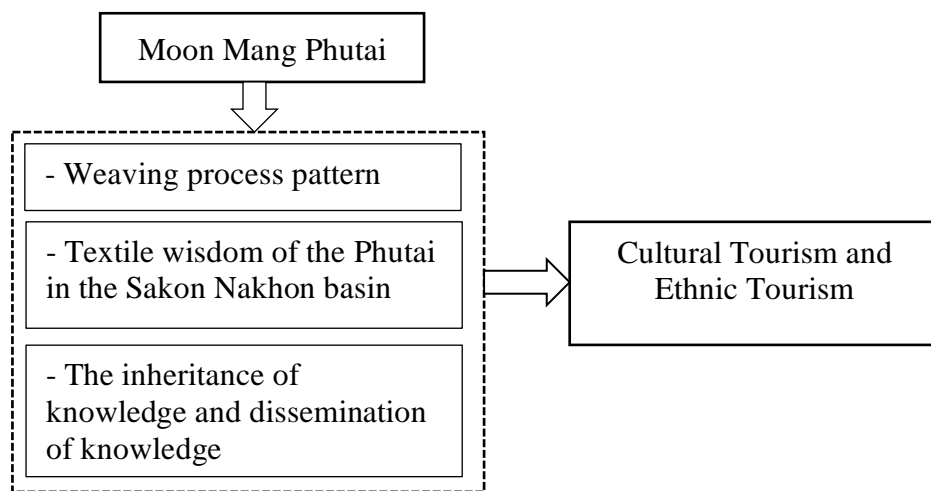 Moon Mang Phutai
- Weaving process pattern
- Textile wisdom of the Phutai
in the Sakon Nakhon basin
Cultural Tourism and
Ethnic Tourism
- The inheritance of
knowledge and dissemination
of knowledge